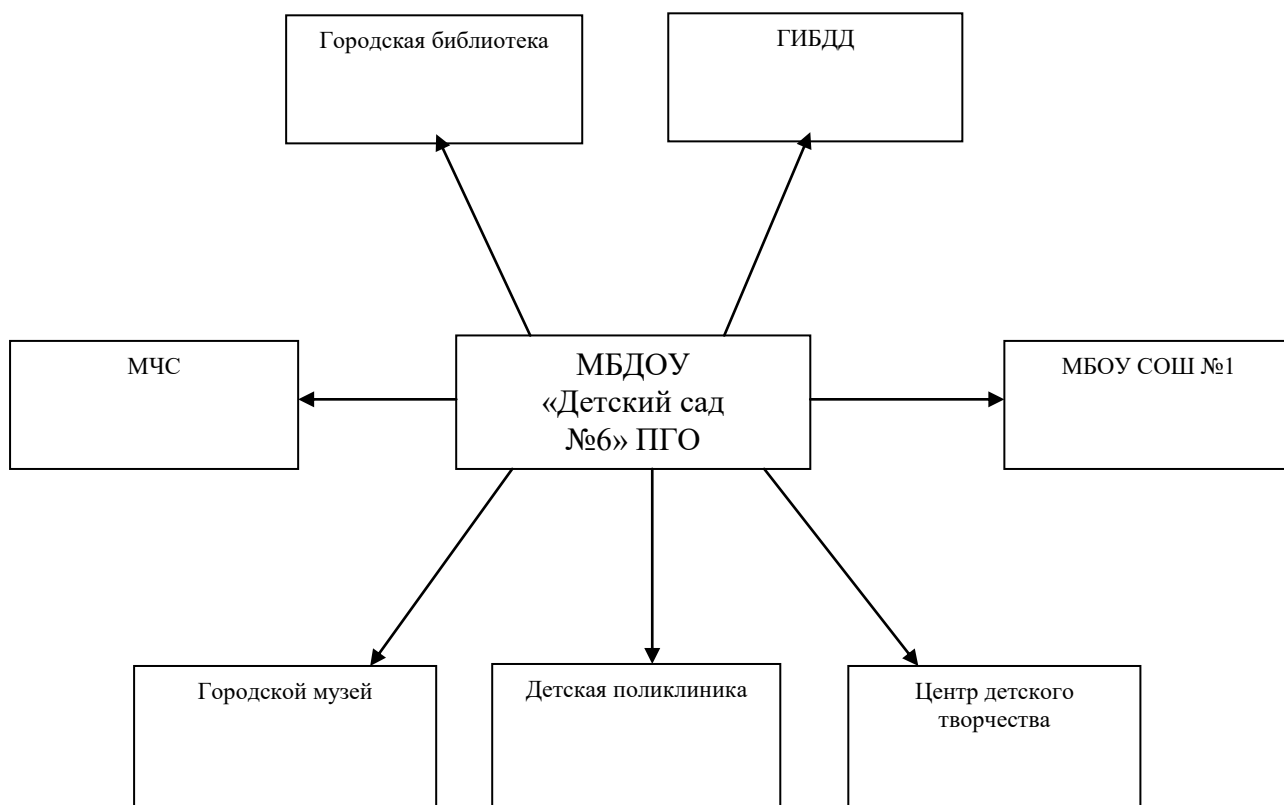 Городская библиотека
ГИБДД
МЧС
МБДОУ
«Детский сад
№6» ПГО
МБОУ СОШ №1
Городской музей
Детская поликлиника
Центр детского
творчества